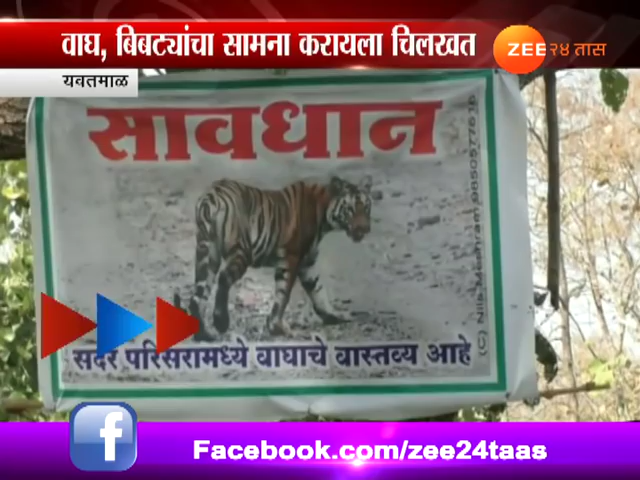 वाघ, बिबट्यांचा सामना करायला चिलखत
ZEE २४ तास
यवतमाळ
सावधान
सदर परिसरामध्ये वाघाचे वास्तव्य आहे
Facebook.com/zee24taas